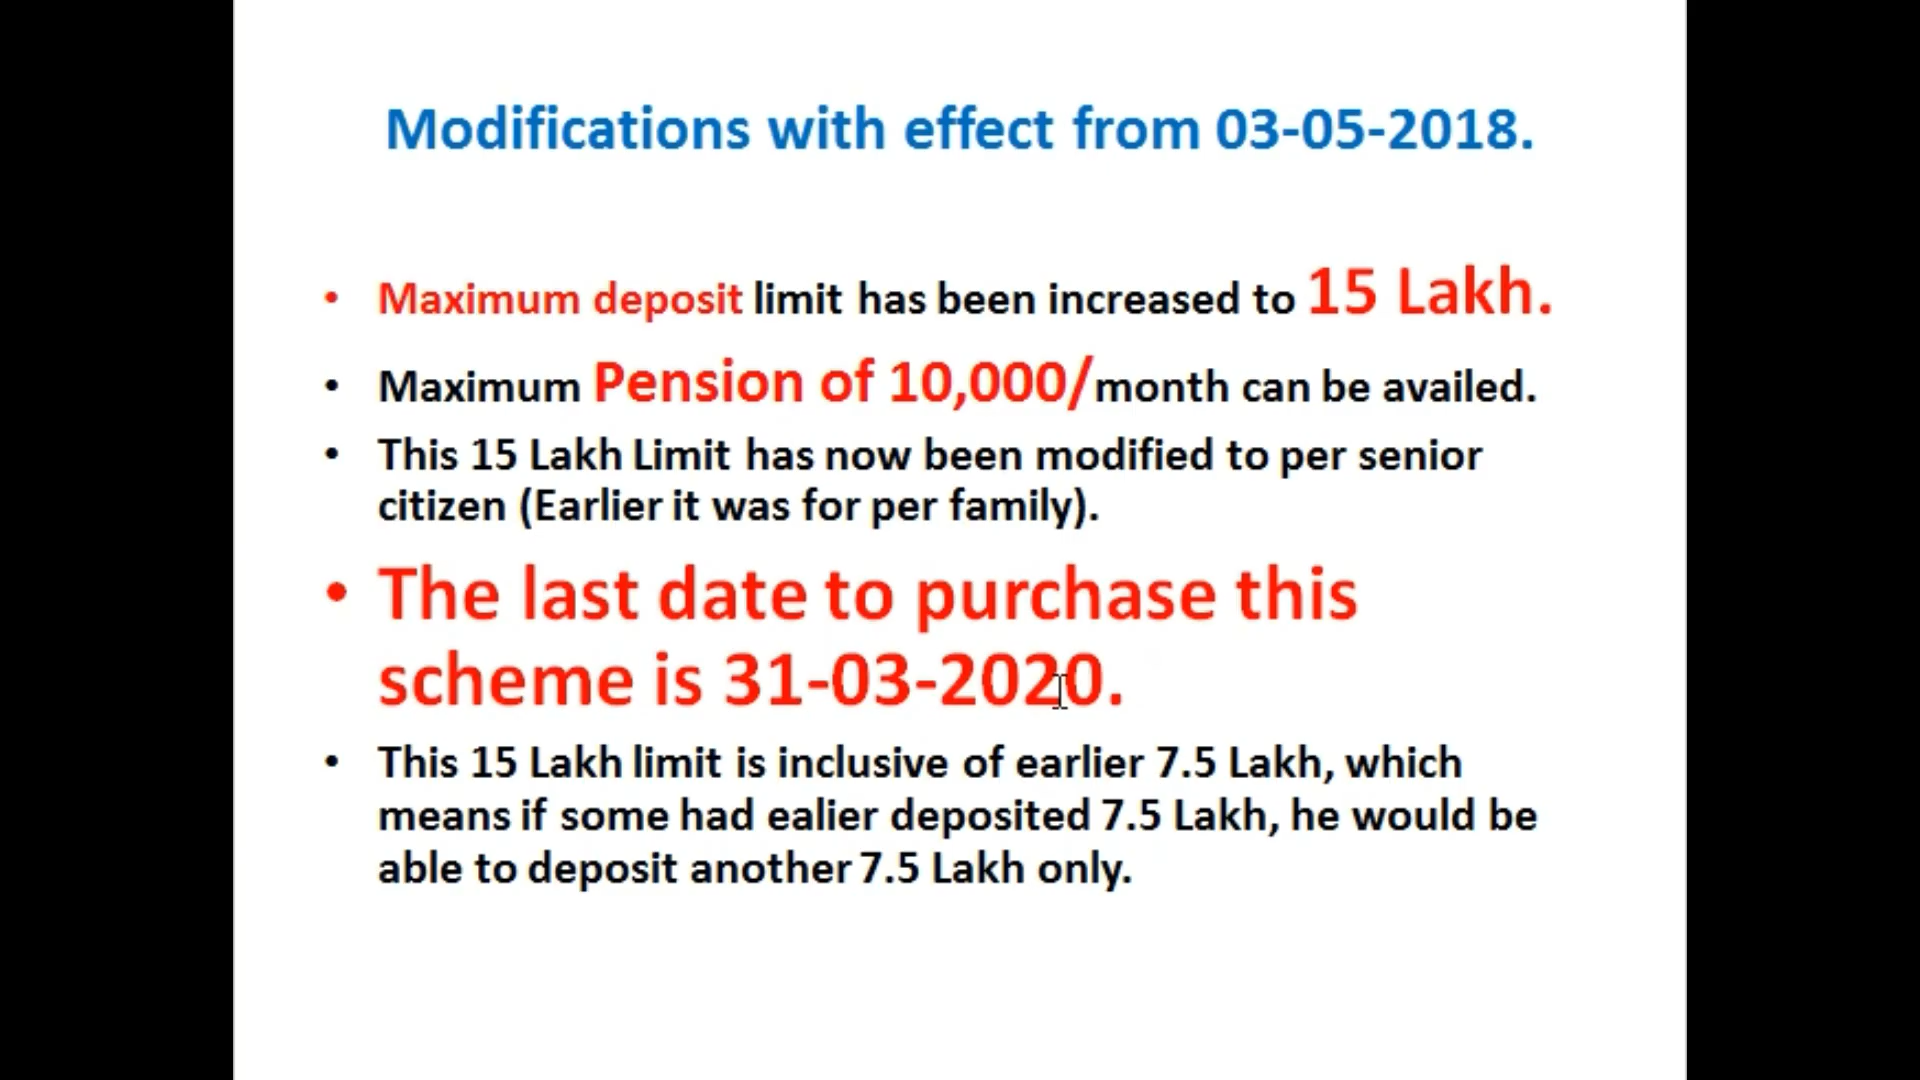 Modifications with effect from 03-05-2018.
• Maximum deposit limit has been increased to 15 Lakh.
• Maximum Pension of 10,000/month can be availed.
• This 15 Lakh Limit has now been modified to per senior
citizen (Earlier it was for per family).
• The last date to purchase this
scheme is 31-03-2020.
• This 15 Lakh limit is inclusive of earlier 7.5 Lakh, which
means if some had ealier deposited 7.5 Lakh, he would be
able to deposit another 7.5 Lakh only.